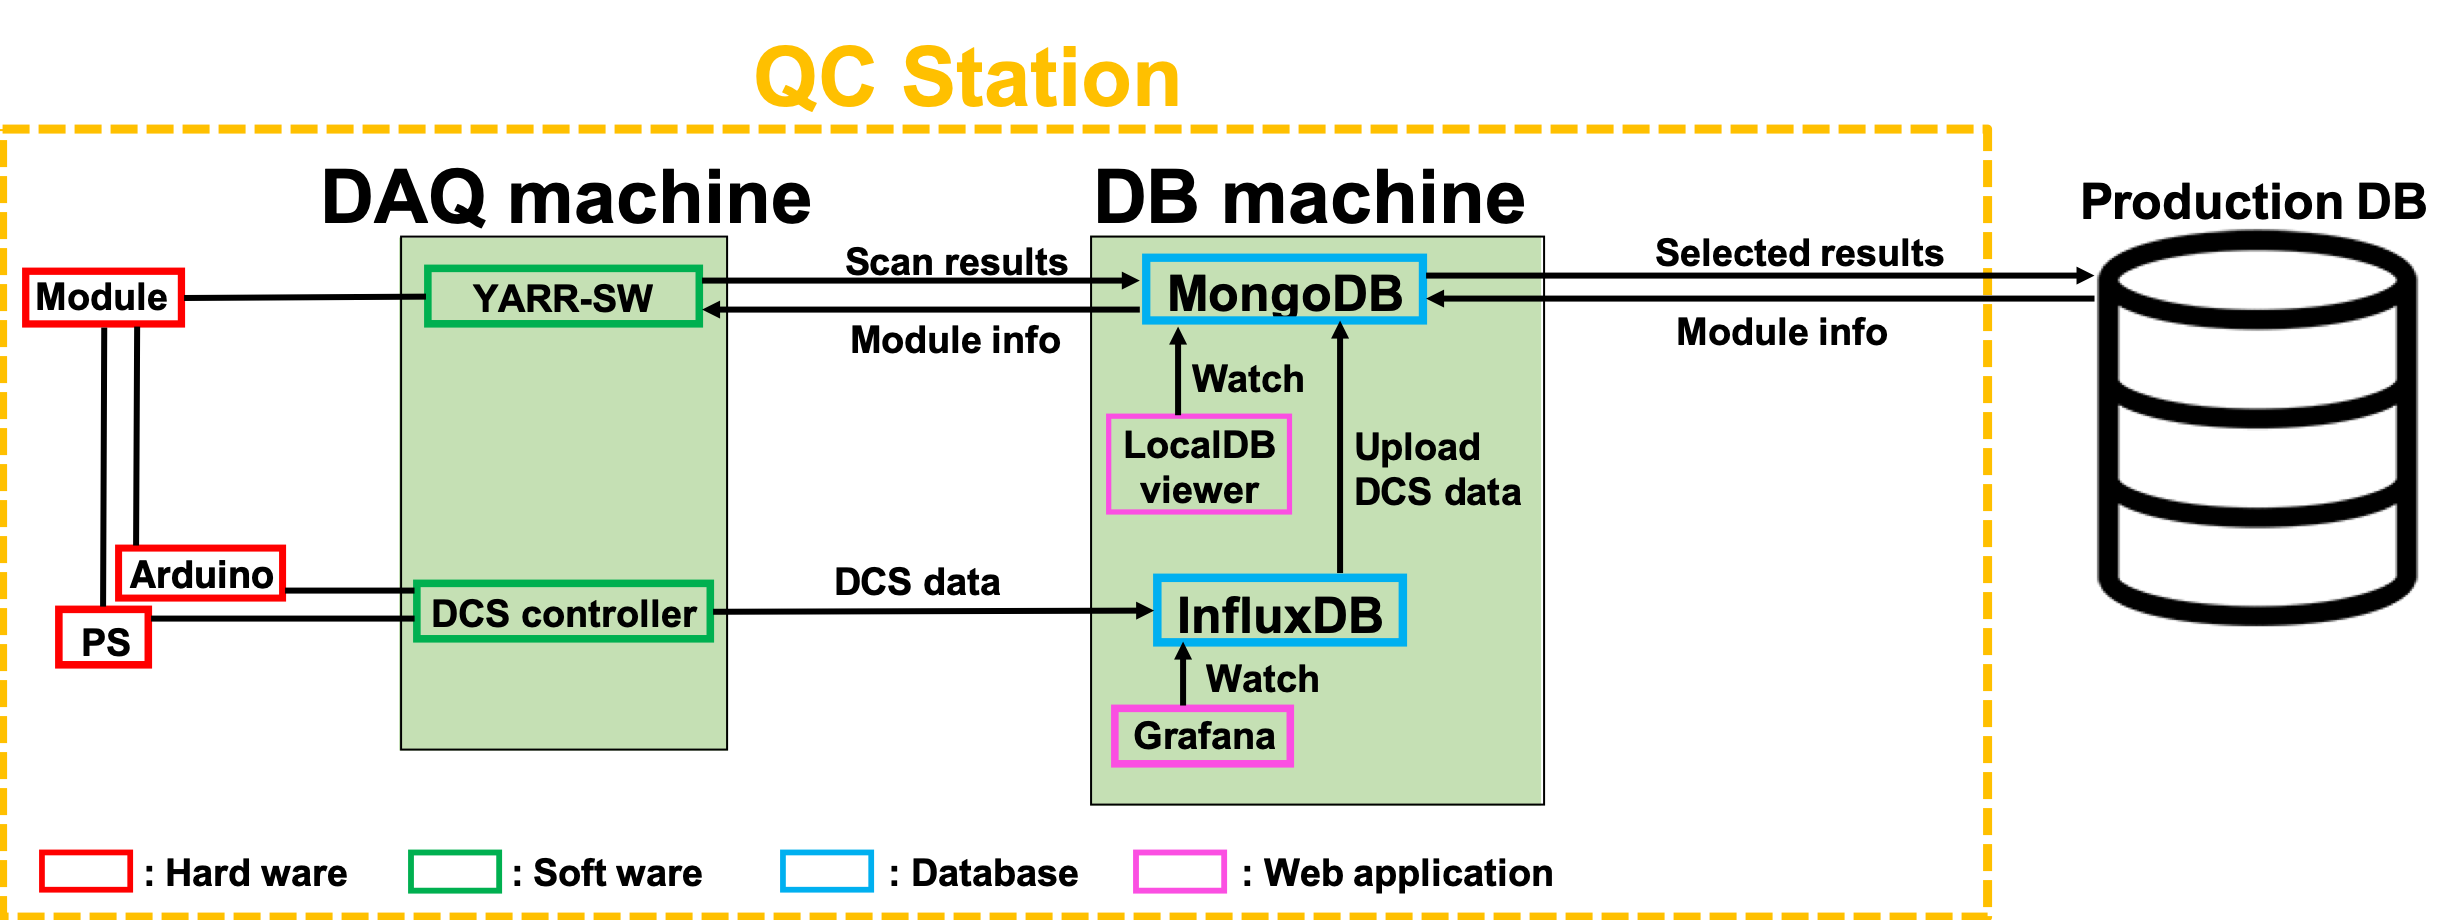 QC Station
DAQ machine
DB machine
Production DB
Module
YARR-SW
Scan results
Module info
MongoDB
Selected results
Module info
Watch
LocalDB
viewer
Upload
DCS data
Arduino
PS
DCS controller
DCS data
InfluxDB
Watch
Grafana
: Hard ware
: Soft ware
: Database
: Web application